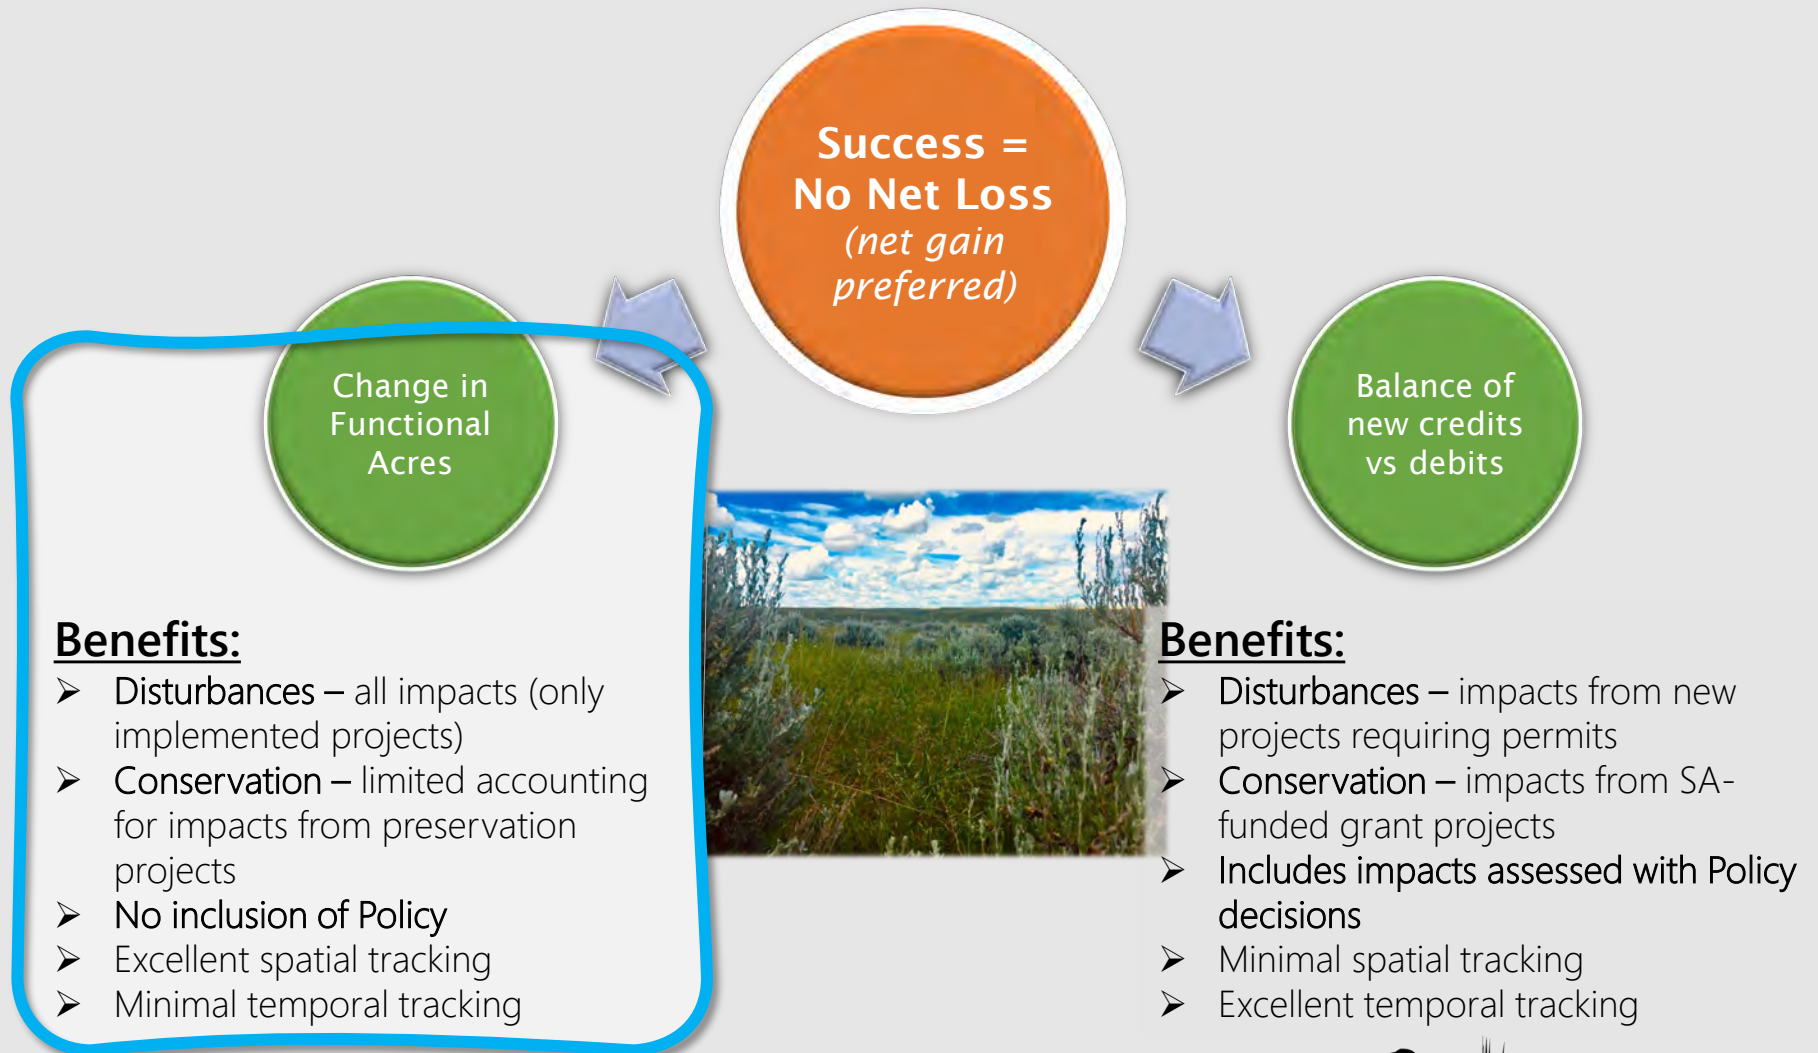 Success =
No Net Loss
(net gain
preferred)
Change in
Functional
Acres
Balance of
new credits
vs debits
Benefits:
➢ Disturbances – all impacts (only
implemented projects)
➢ Conservation – limited accounting
for impacts from preservation
projects
➢ No inclusion of Policy
➢ Excellent spatial tracking
➢ Minimal temporal tracking
Benefits:
➢ Disturbances – impacts from new
projects requiring permits
➢ Conservation – impacts from SA-
funded grant projects
➢ Includes impacts assessed with Policy
decisions
➢ Minimal spatial tracking
➢ Excellent temporal tracking